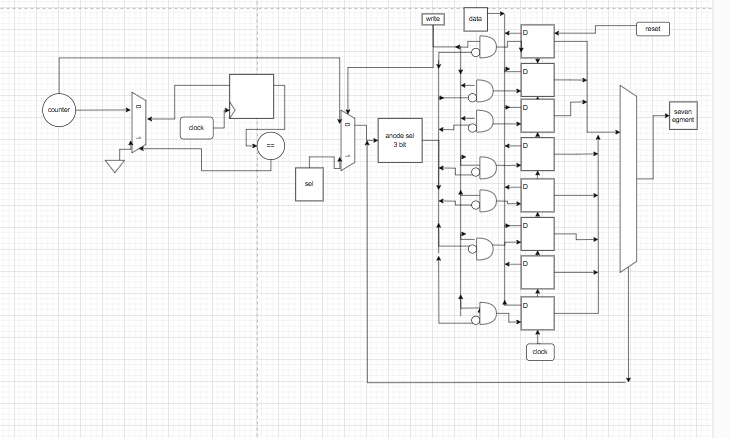 write
data
reset
D
D
D
D
D
D
D
D
counter
0
1
clock
==
0
1
sel
anode sel
3 bit
seven
egment
clock